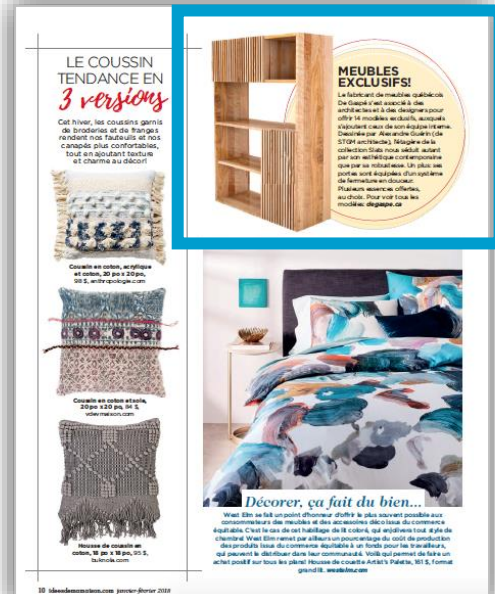 LE COUSSIN
TENDANCE EN
3 versions
Cet hiver, les coussins garnis
de broderies et de franges
rendent nos fauteuils et nos
canapés plus confortables,
tout en ajoutant texture
et charme au décor!
Coussin en coton, acrylique
et coton, 20 po x 20 po,
98 $, anthropologie.com
Coussin en coton et soie,
20 po x 20 po, 84 $,
vdevmaison.com
Housse de coussin en
coton, 18 po x 18 po, 95 $,
buknola.com
MEUBLES
EXCLUSIFS!
Le fabricant de meubles québécois
De Gaspé s'est associé à des
architectes et à des designers pour
offrir 14 modèles exclusifs, auxquels
s'ajoutent ceux de son équipe interne.
Dessinée par Alexandre Guérin (de
STGM architecte), l'étagère de la
collection Slats nous séduit autant
par son esthétique contemporaine
que par sa robustesse. Un plus: ses
portes sont équipées d'un système
de fermeture en douceur.
Plusieurs essences offertes,
au choix. Pour voir tous les
modèles: degaspe.ca
Décorer, ça fait du bien...
West Elm se fait un point d'honneur d'offrir le plus souvent possible aux
consommateurs des meubles et des accessoires déco issus du commerce
équitable. C'est le cas de cet habillage de lit coloré, qui enjolivera tout style de
chambre! West Elm remet par ailleurs un pourcentage du coût de production
des produits issus du commerce équitable à un fonds pour les travailleurs,
qui peuvent le distribuer dans leur communauté. Voilà qui permet de faire un
achat positif sur tous les plans! Housse de couette Artist's Palette, 161 $, format
grand lit. westelm.com
10 ideesdemamaison.com janvier-février 2018